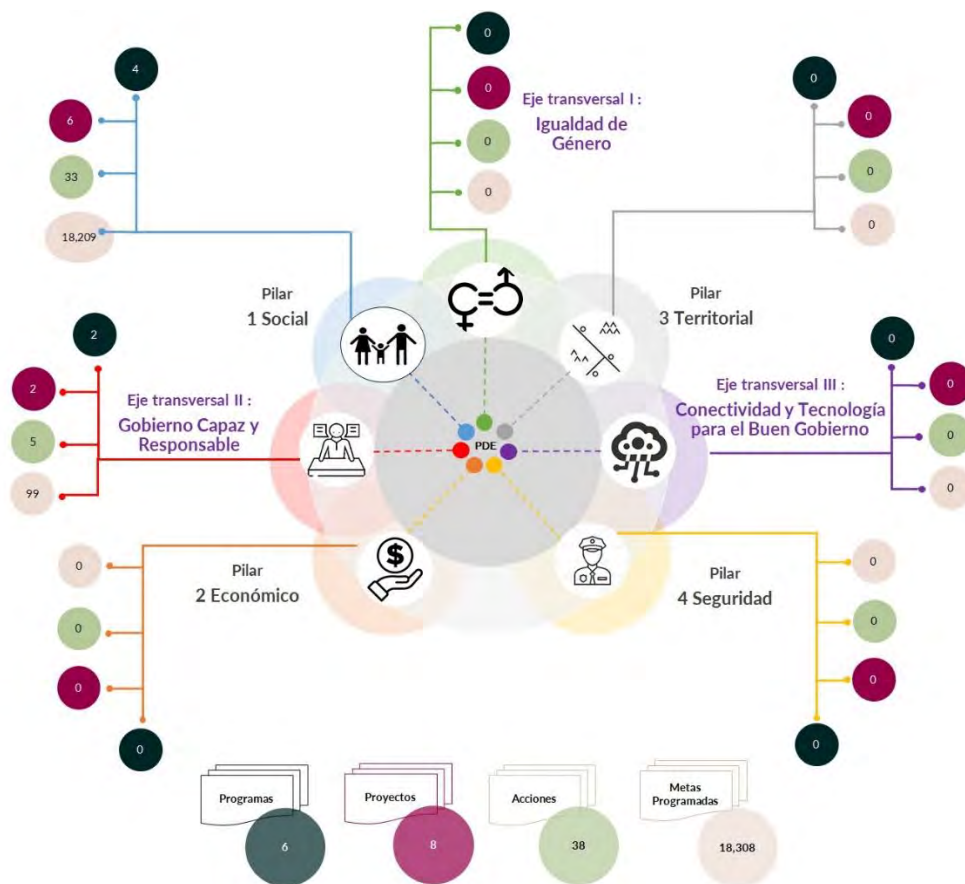 0
4
0
Eje transversal I :
Igualdad de
Género
0
0
6
33
0
0
0
0
18,209
Pilar
1 Social
Pilar
3 Territorial
2
0
2
Eje transversal II :
Gobierno Capaz y
Responsable
5
99
PDE
Eje transversal III :
Conectividad y Tecnología
para el Buen Gobierno
0
0
0
$
Pilar
2 Económico
0
0
0
0
Pilar
4 Seguridad
0
0
0
0
Programas
6
Proyectos
8
Acciones
38
Metas
Programadas
18,308